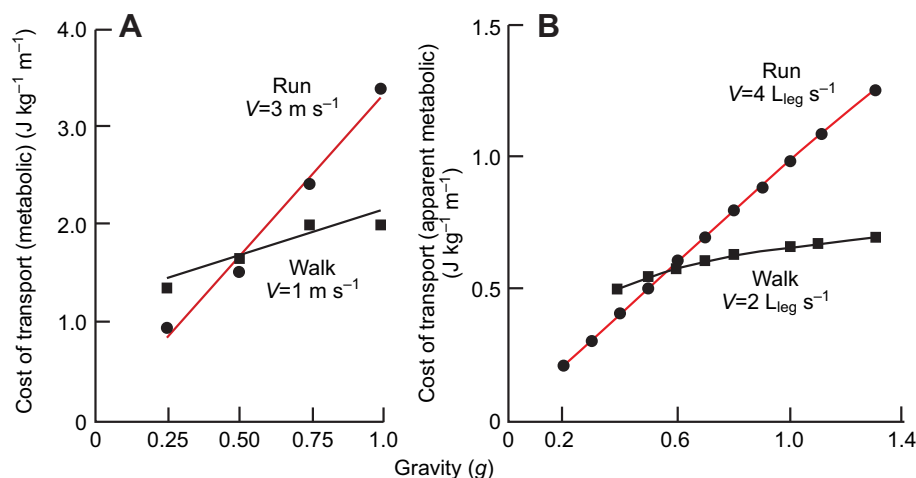 A
Cost of transport (metabolic) (J kg⁻¹ m⁻¹)
4.0
3.0
2.0
1.0
0
Run
V=3 m s⁻¹
Walk
V=1 m s⁻¹
0
0.25
0.50
0.75
1.0
B
Cost of transport (apparent metabolic)
(J kg⁻¹ m⁻¹)
1.5
1.0
0.5
0
Run
V=4 Lleg s⁻¹
Walk
V=2 Lleg s⁻¹
0
0.2
0.6
1.0
1.4
Gravity (g)